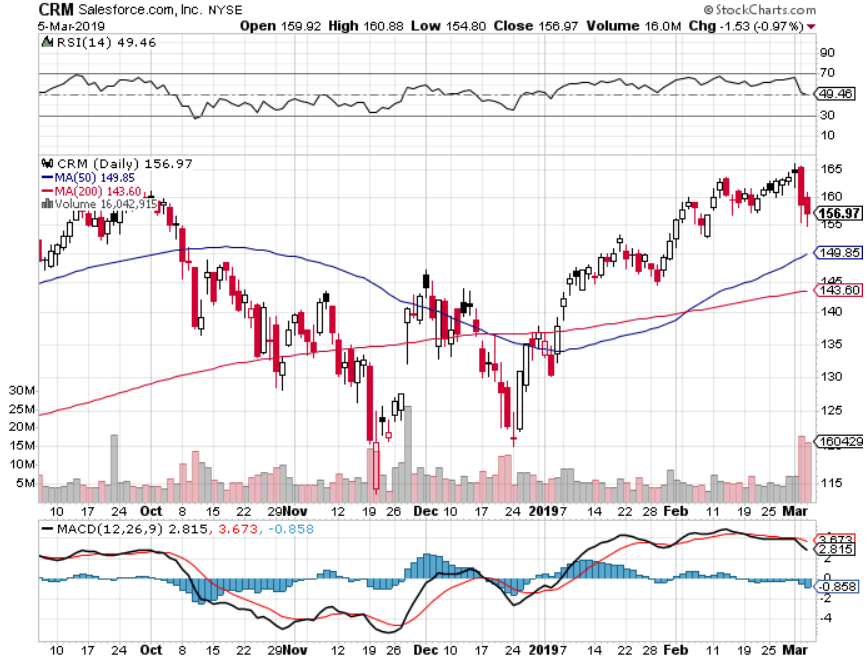 CRM Salesforce.com, Inc. NYSE © StockCharts.com
5-Mar-2019 Open 159.92 High 160.88 Low 154.80 Close 156.97 Volume 16.0M Chg -1.53 (-0.97%)
RSI(14) 49.46
90
70
49.46
30
10
CRM (Daily) 156.97
MA(50) 149.85
MA(200) 143.60
Volume 16,042,915
165
160
156.97
155
149.85
145
143.60
140
135
130
30M
25M 125
20M
15M 160429
10M
5M 115
10 17 24 Oct 8 15 22 29 Nov 12 19 26 Dec 10 17 24 2019 7 14 22 28 Feb 11 19 25 Mar
MACD(12,26,9) 2.815, 3.673, -0.858
3.673
2.815
2
0
-0.858
-2
-4
10 17 24 Oct 8 15 22 29 Nov 12 19 26 Dec 10 17 24 2019 7 14 22 28 Feb 11 19 25 Mar